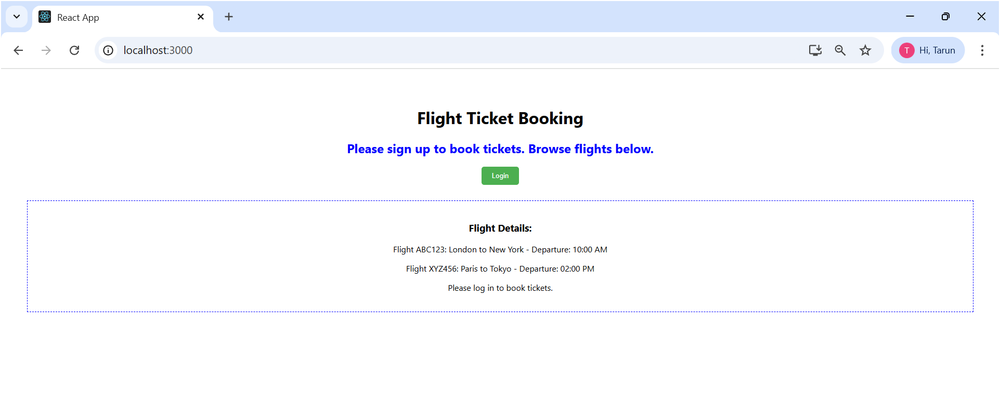 React App
localhost:3000
T Hi, Tarun
Flight Ticket Booking
Please sign up to book tickets. Browse flights below.
Login
Flight Details:
Flight ABC123: London to New York - Departure: 10:00 AM
Flight XYZ456: Paris to Tokyo - Departure: 02:00 PM
Please log in to book tickets.